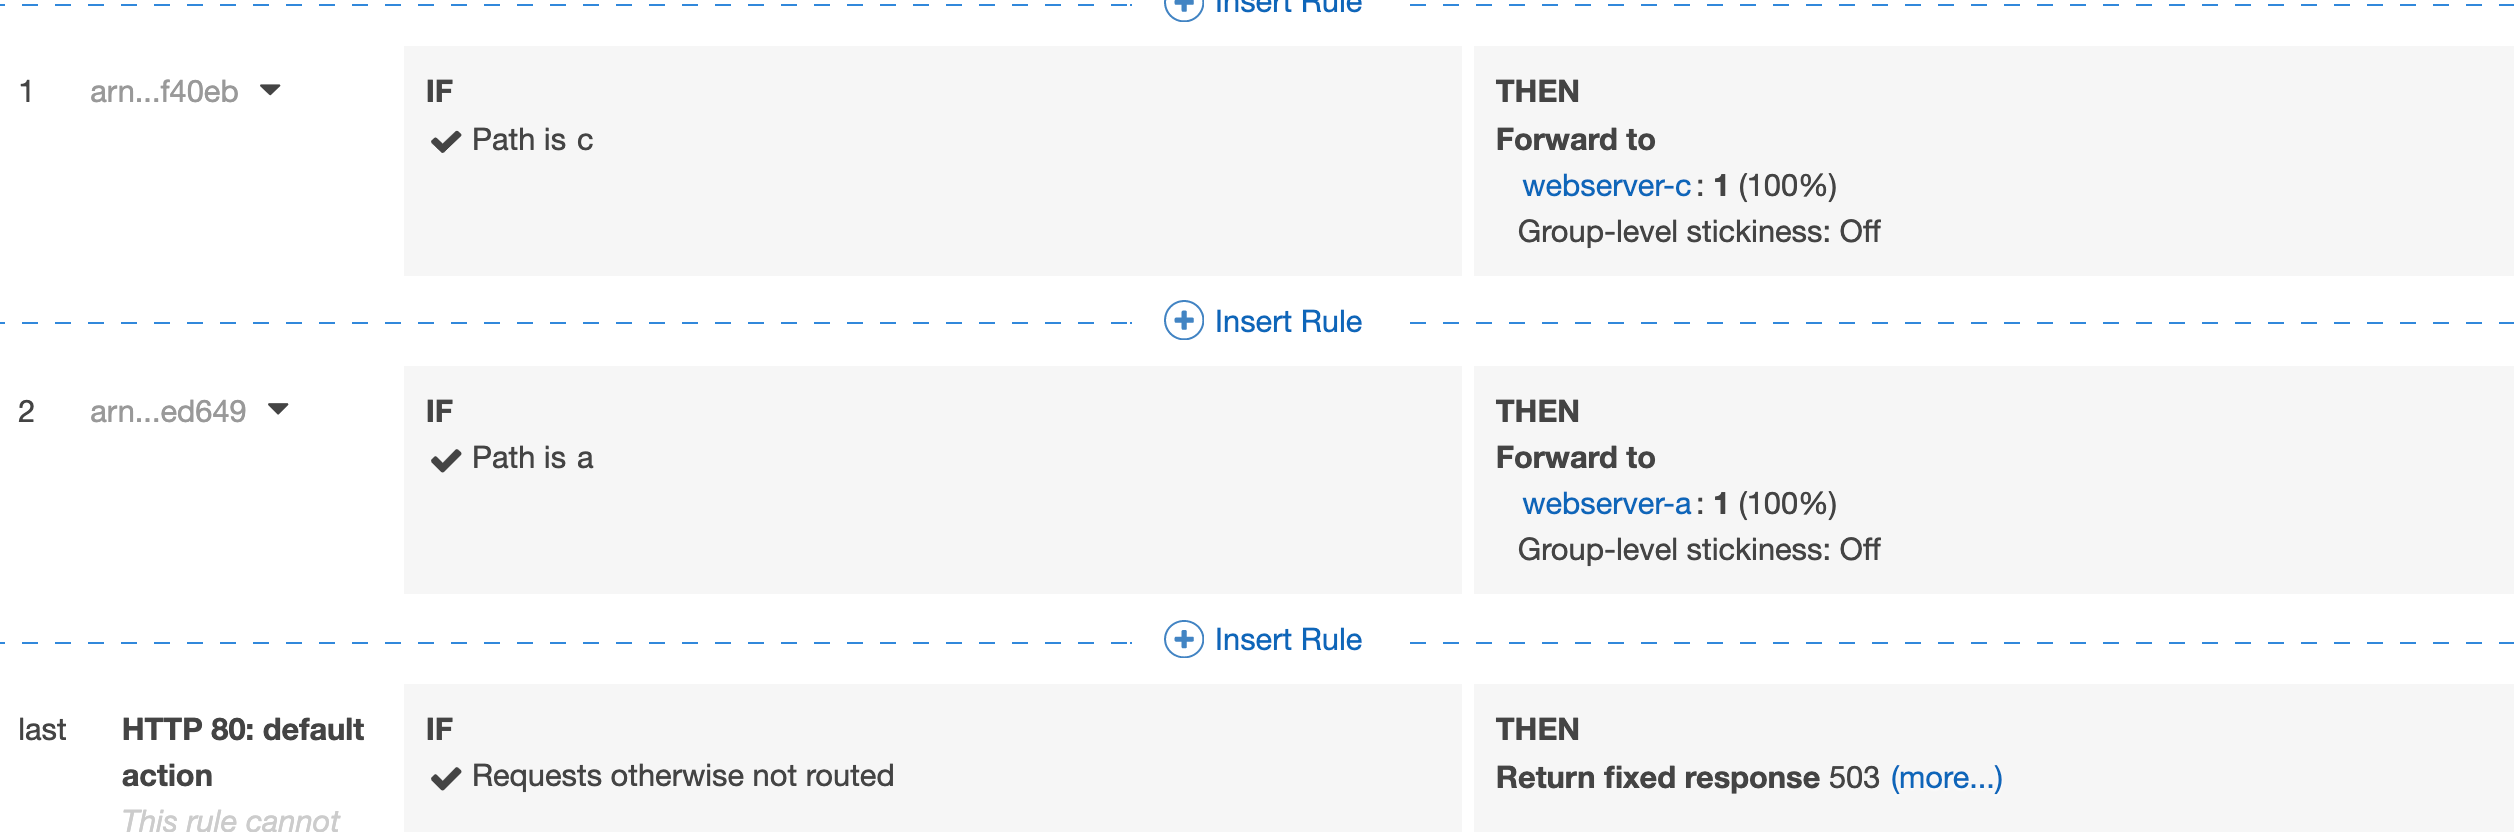 Insert Rule
1 arn...f40eb
IF
Path is c
THEN
Forward to
webserver-c: 1 (100%)
Group-level stickiness: Off
Insert Rule
2 arn...ed649
IF
Path is a
THEN
Forward to
webserver-a: 1 (100%)
Group-level stickiness: Off
Insert Rule
last HTTP 80: default
action
This rule cannot
IF
Requests otherwise not routed
THEN
Return fixed response 503 (more...)